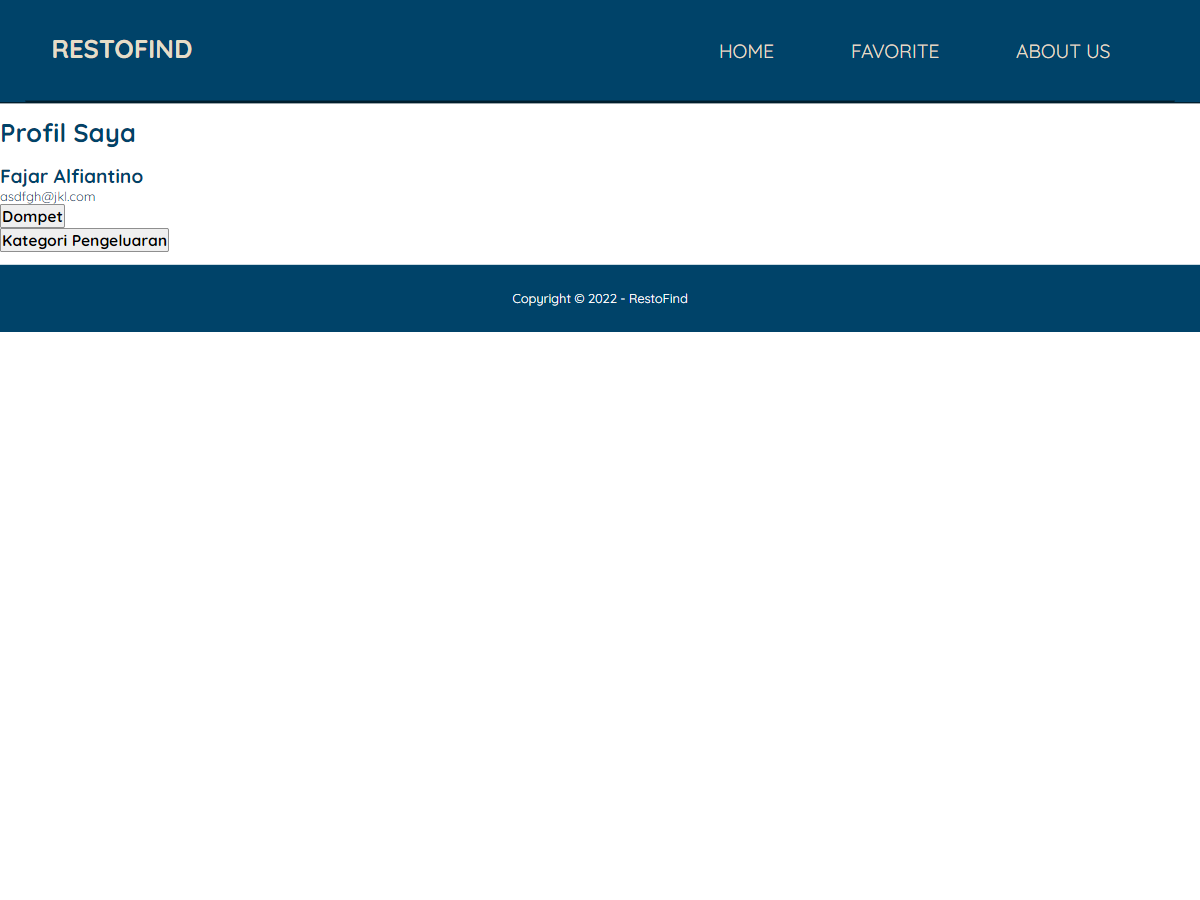 RESTOFIND
HOME FAVORITE ABOUT US
Profil Saya
Fajar Alfiantino
asdfgh@jkl.com
Dompet
Kategori Pengeluaran
Copyright © 2022 - RestoFind